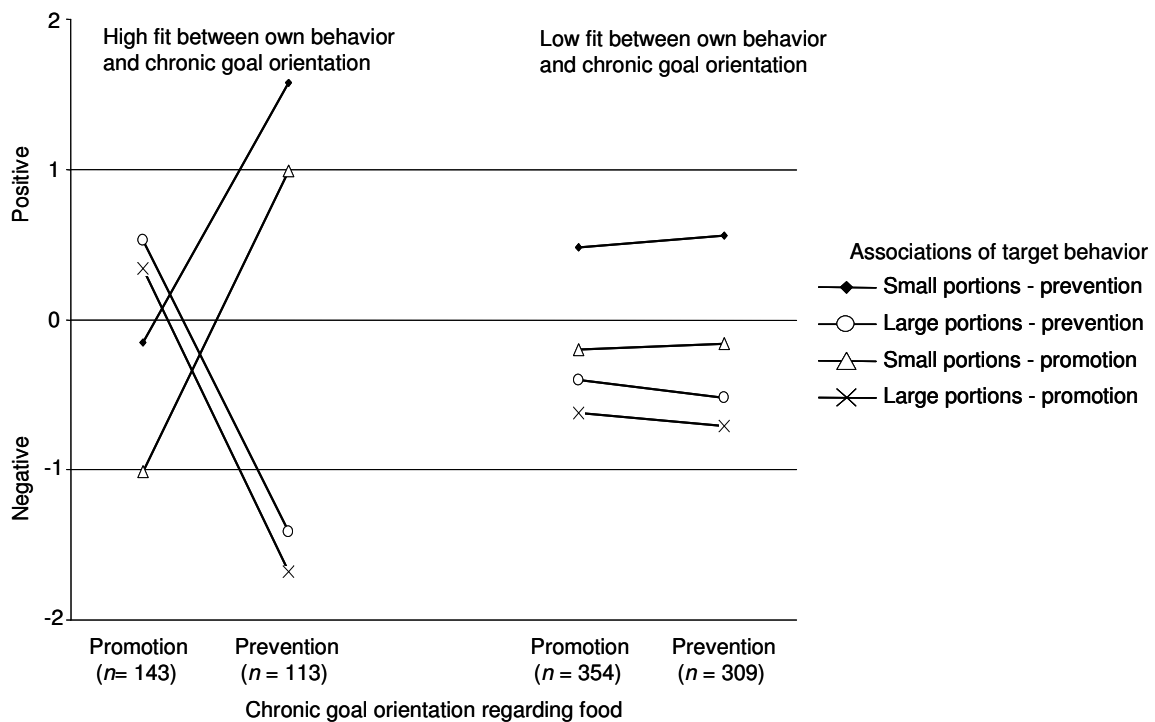 2
High fit between own behavior
and chronic goal orientation
Low fit between own behavior
and chronic goal orientation
Positive
1
Associations of target behavior
Small portions - prevention
0
Large portions - prevention
Small portions - promotion
Large portions - promotion
Negative
-1
-2
Promotion
(n= 143)
Prevention
(n = 113)
Promotion
(n = 354)
Prevention
(n = 309)
Chronic goal orientation regarding food